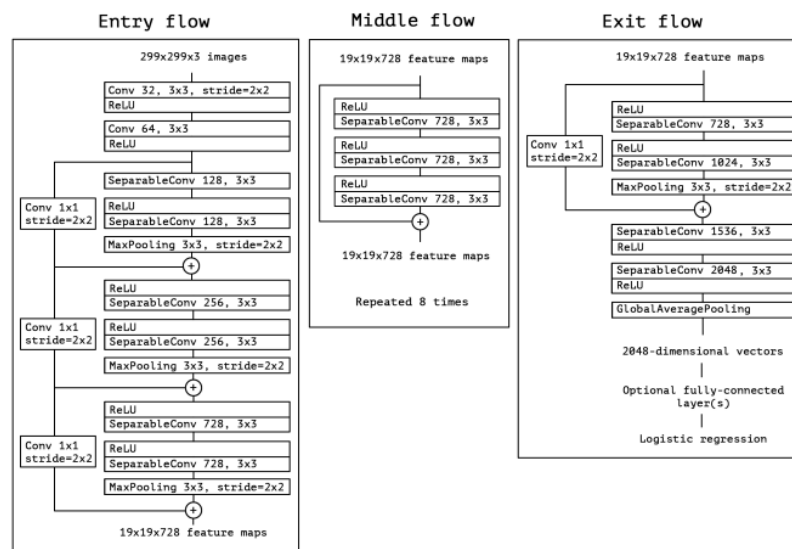 Entry flow
299x299x3 images
Conv 32, 3x3, stride=2x2
ReLU
Conv 64, 3x3
ReLU
SeparableConv 128, 3x3
Conv 1x1
stride=2x2
ReLU
SeparableConv 128, 3x3
MaxPooling 3x3, stride=2x2
+
ReLU
SeparableConv 256, 3x3
Conv 1x1
stride=2x2
ReLU
SeparableConv 256, 3x3
MaxPooling 3x3, stride=2x2
+
ReLU
SeparableConv 728, 3x3
Conv 1x1
stride=2x2
ReLU
SeparableConv 728, 3x3
MaxPooling 3x3, stride=2x2
+
19x19x728 feature maps
Middle flow
19x19x728 feature maps
ReLU
SeparableConv 728, 3x3
ReLU
SeparableConv 728, 3x3
ReLU
SeparableConv 728, 3x3
+
19x19x728 feature maps
Repeated 8 times
Exit flow
19x19x728 feature maps
ReLU
SeparableConv 728, 3x3
Conv 1x1
stride=2x2
ReLU
SeparableConv 1024, 3x3
MaxPooling 3x3, stride=2x2
+
SeparableConv 1536, 3x3
ReLU
SeparableConv 2048, 3x3
ReLU
GlobalAveragePooling
2048-dimensional vectors
Optional fully-connected
layer(s)
Logistic regression